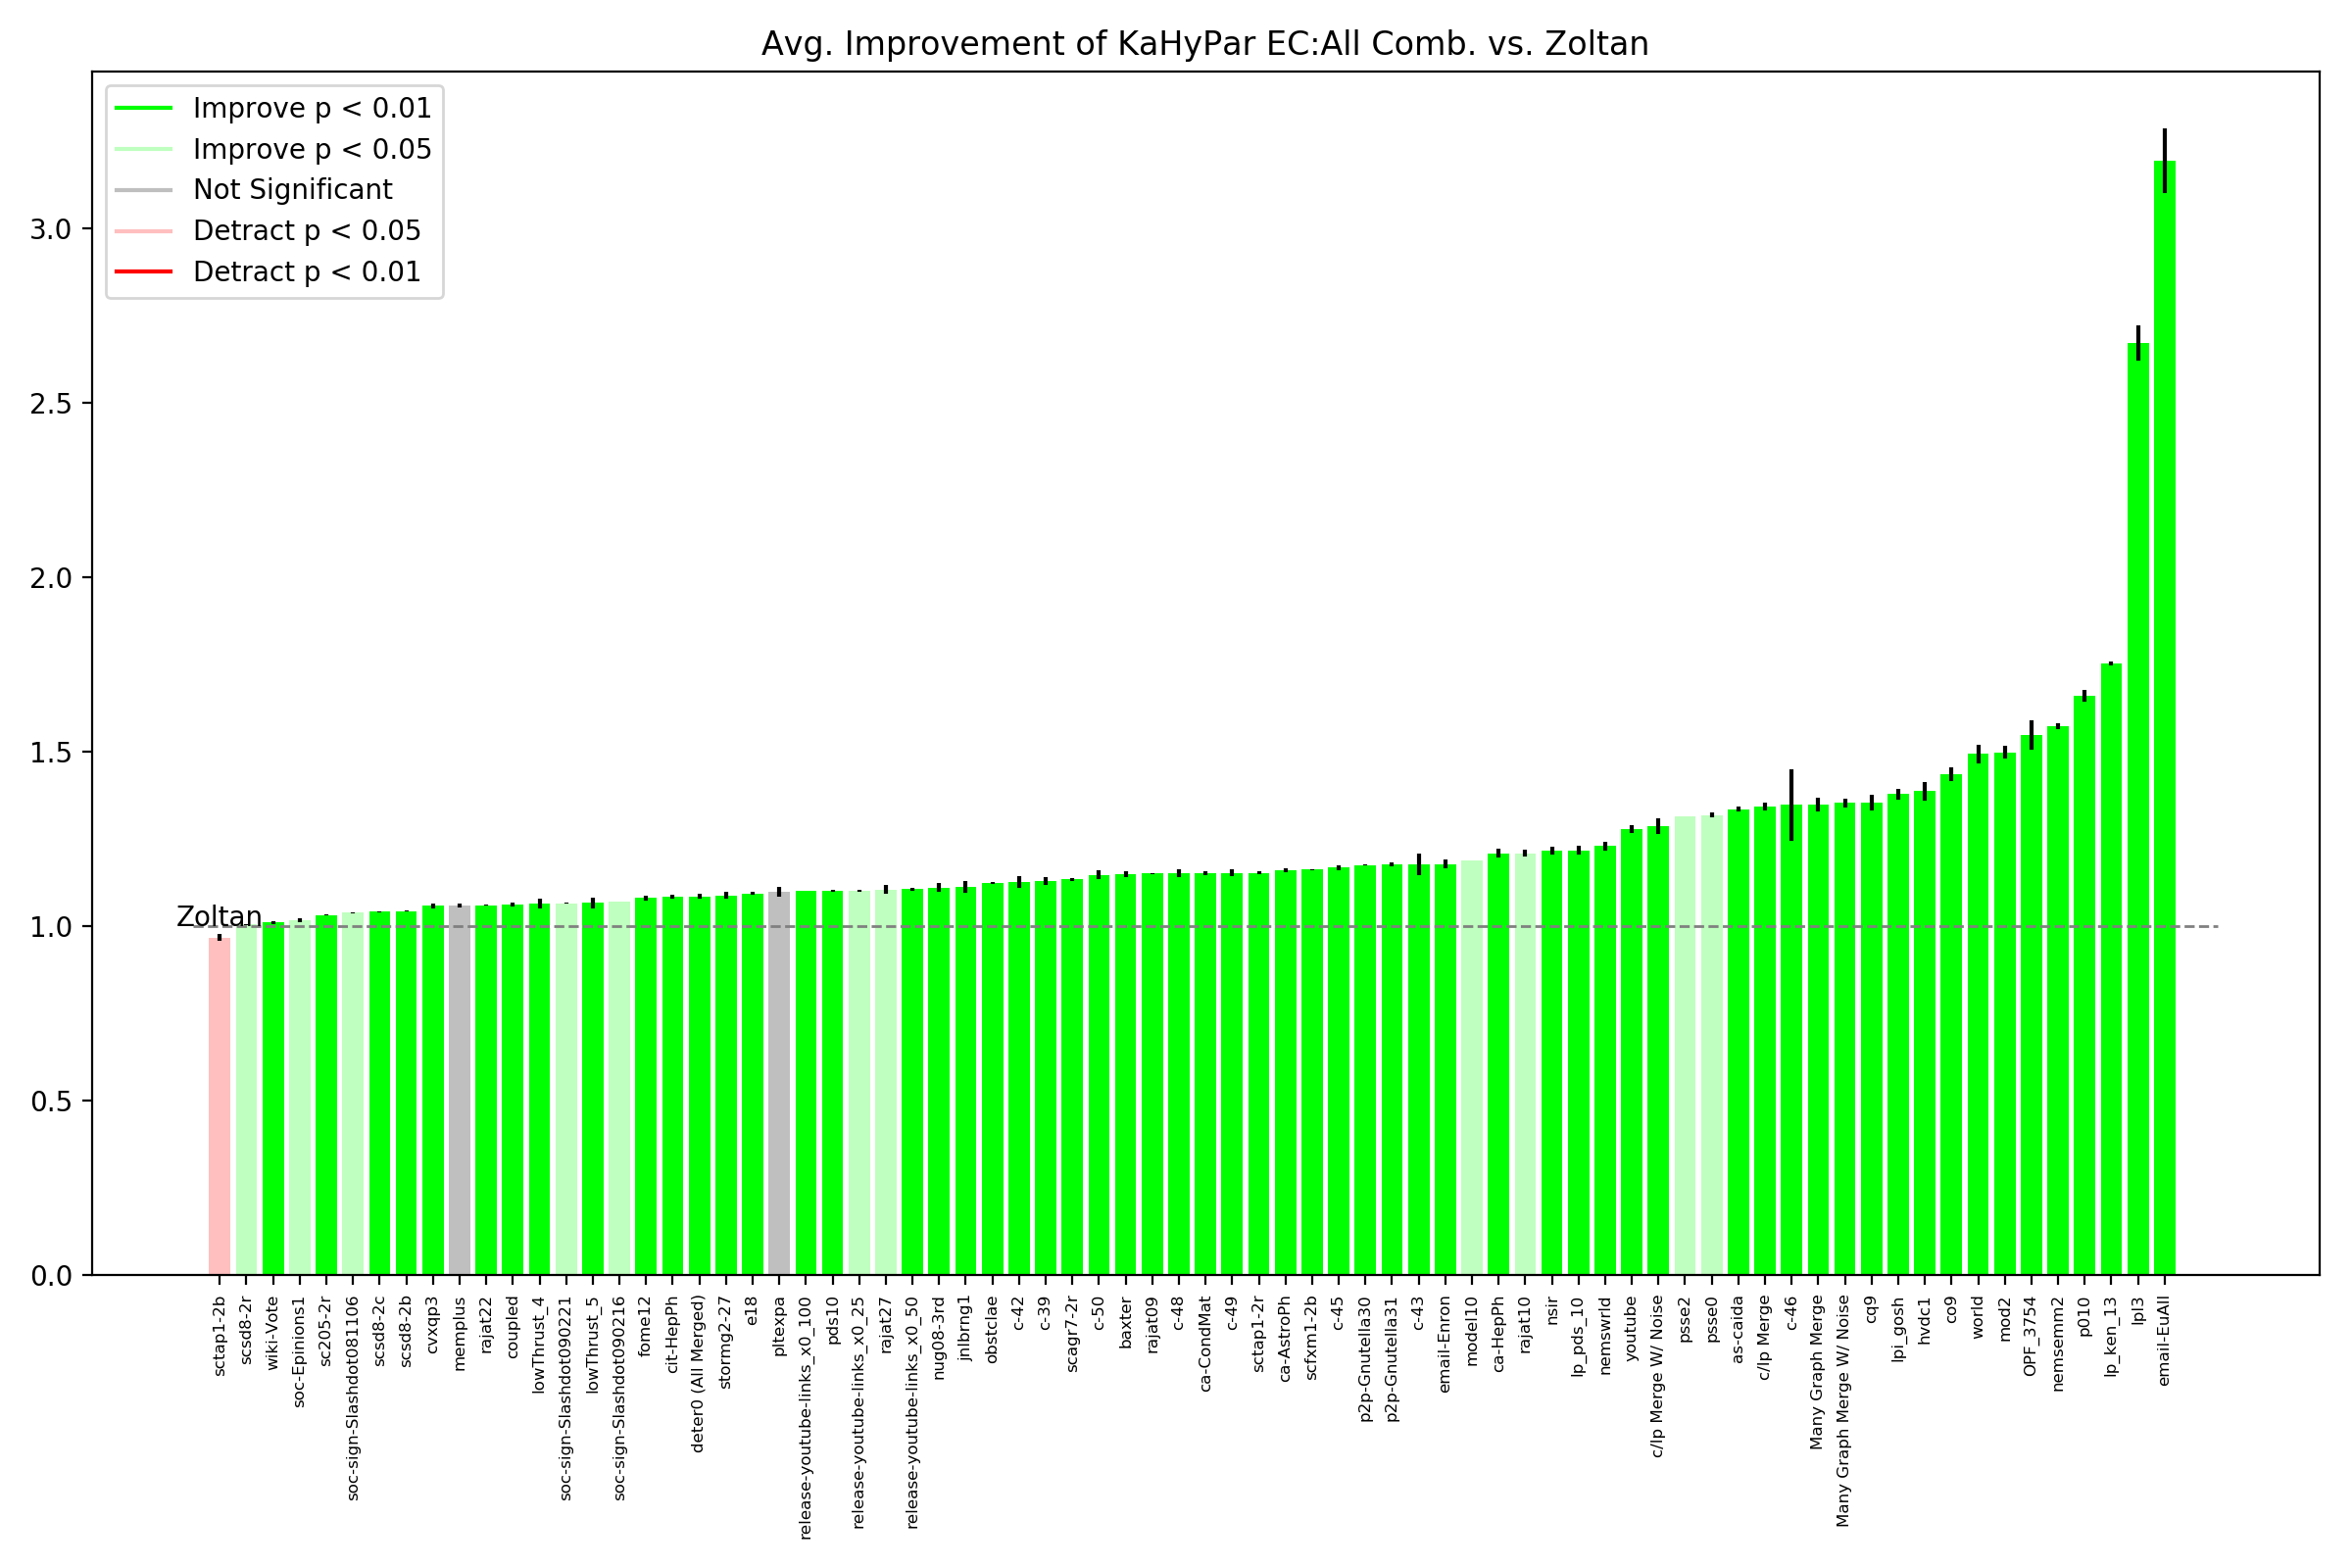 Avg. Improvement of KaHyPar EC:All Comb. vs. Zoltan
Improve p < 0.01
Improve p < 0.05
Not Significant
Detract p < 0.05
Detract p < 0.01
3.0
2.5
2.0
1.5
1.0
0.5
0.0
Zoltan
sctap1-2b
scsd8-2r
wiki-Vote
soc-Epinions1
sc205-2r
soc-sign-Slashdot081106
scsd8-2c
scsd8-2b
cvxqp3
memplus
rajat22
coupled
lowThrust_4
soc-sign-Slashdot090221
lowThrust_5
soc-sign-Slashdot090216
fome12
cit-HepPh
deter0 (All Merged)
stormg2-27
e18
pltexpa
release-youtube-links_x0_100
pds10
release-youtube-links_x0_25
rajat27
release-youtube-links_x0_50
nug08-3rd
jnlbrng1
obstclae
c-42
c-39
scagr7-2r
c-50
baxter
rajat09
c-48
ca-CondMat
c-49
sctap1-2r
ca-AstroPh
scfxm1-2b
c-45
p2p-Gnutella30
p2p-Gnutella31
c-43
email-Enron
model10
ca-HepPh
rajat10
nsir
lp_pds_10
nemswrld
youtube
c/lp Merge W/ Noise
psse2
psse0
as-caida
c/lp Merge
c-46
Many Graph Merge
Many Graph Merge W/ Noise
cq9
lpi_gosh
hvdc1
co9
world
mod2
OPF_3754
nemsemm2
p010
lp_ken_13
lpl3
email-EuAll